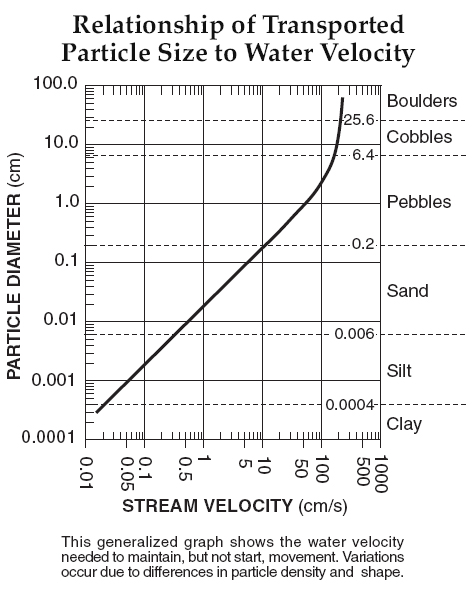 Relationship of Transported
Particle Size to Water Velocity
PARTICLE DIAMETER (cm)
100.0
10.0
1.0
0.1
0.01
0.001
0.0001
25.6
6.4
0.2
0.006
0.0004
Boulders
Cobbles
Pebbles
Sand
Silt
Clay
0.01
0.05
0.1
0.5
1
5
10
50
100
500
1000
STREAM VELOCITY (cm/s)
This generalized graph shows the water velocity
needed to maintain, but not start, movement. Variations
occur due to differences in particle density and shape.